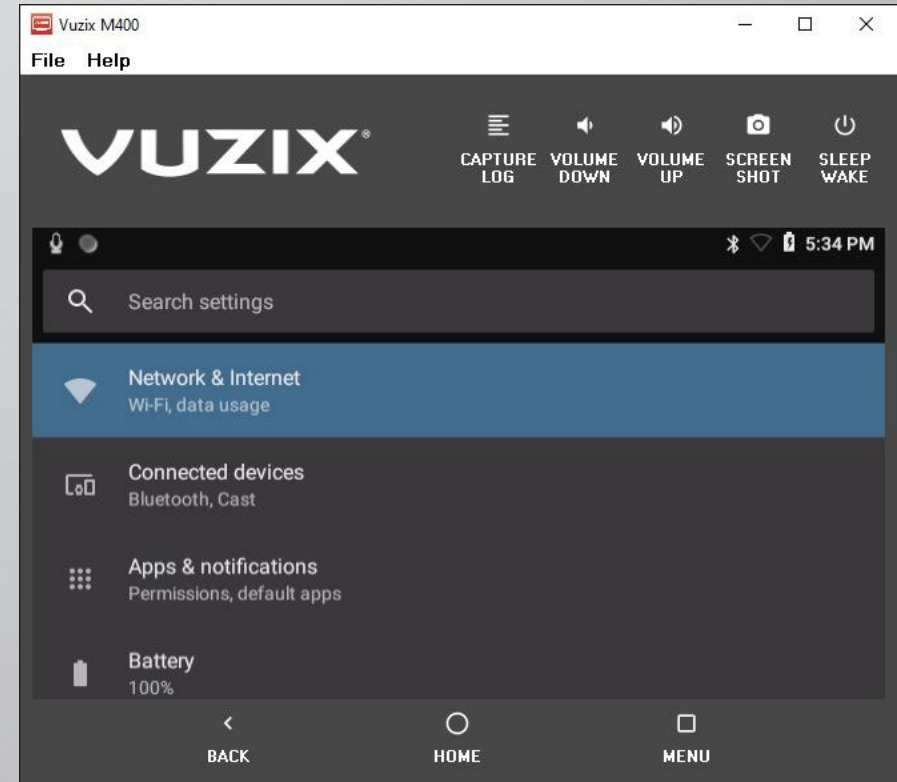 Vuzix M400
File Help
VUZIX®
CAPTURE LOG
VOLUME DOWN
VOLUME UP
SCREEN SHOT
SLEEP WAKE
5:34 PM
Search settings
Network & Internet
Wi-Fi, data usage
Connected devices
Bluetooth, Cast
Apps & notifications
Permissions, default apps
Battery
100%
BACK HOME MENU